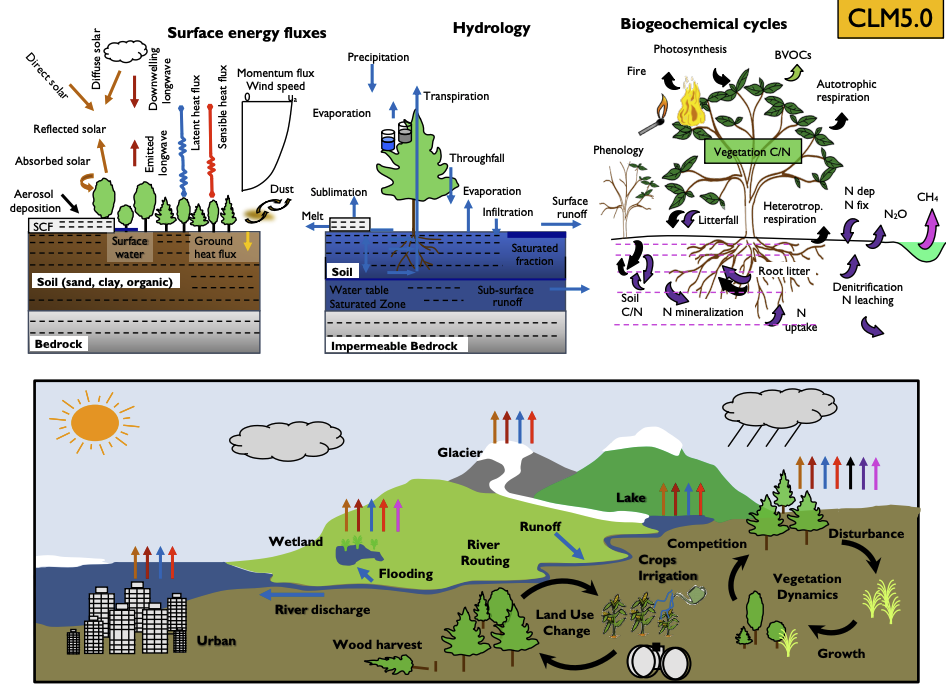 CLM5.0
Surface energy fluxes
Hydrology
Biogeochemical cycles
Direct solar
Diffuse solar
Downwelling
longwave
Latent heat flux
Sensible heat flux
Momentum flux
Wind speed
0
ua
Reflected solar
Absorbed solar
Emitted
longwave
Aerosol
deposition
Dust
SCF
Surface
water
Ground
heat flux
Soil (sand, clay, organic)
Bedrock
Precipitation
Evaporation
Transpiration
Throughfall
Sublimation
Evaporation
Melt
Infiltration
Surface
runoff
Soil
Saturated
fraction
Water table
Saturated Zone
Sub-surface
runoff
Impermeable Bedrock
Photosynthesis
BVOCs
Fire
Autotrophic
respiration
Vegetation C/N
Phenology
Litterfall
Heterotrop.
respiration
N dep
N fix
N2O
CH4
Root litter
Soil
C/N
N mineralization
N
uptake
Denitrification
N leaching
Glacier
Lake
Wetland
Runoff
River
Routing
Flooding
Competition
Disturbance
Crops
Irrigation
Vegetation
Dynamics
River discharge
Land Use
Change
Urban
Wood harvest
Growth